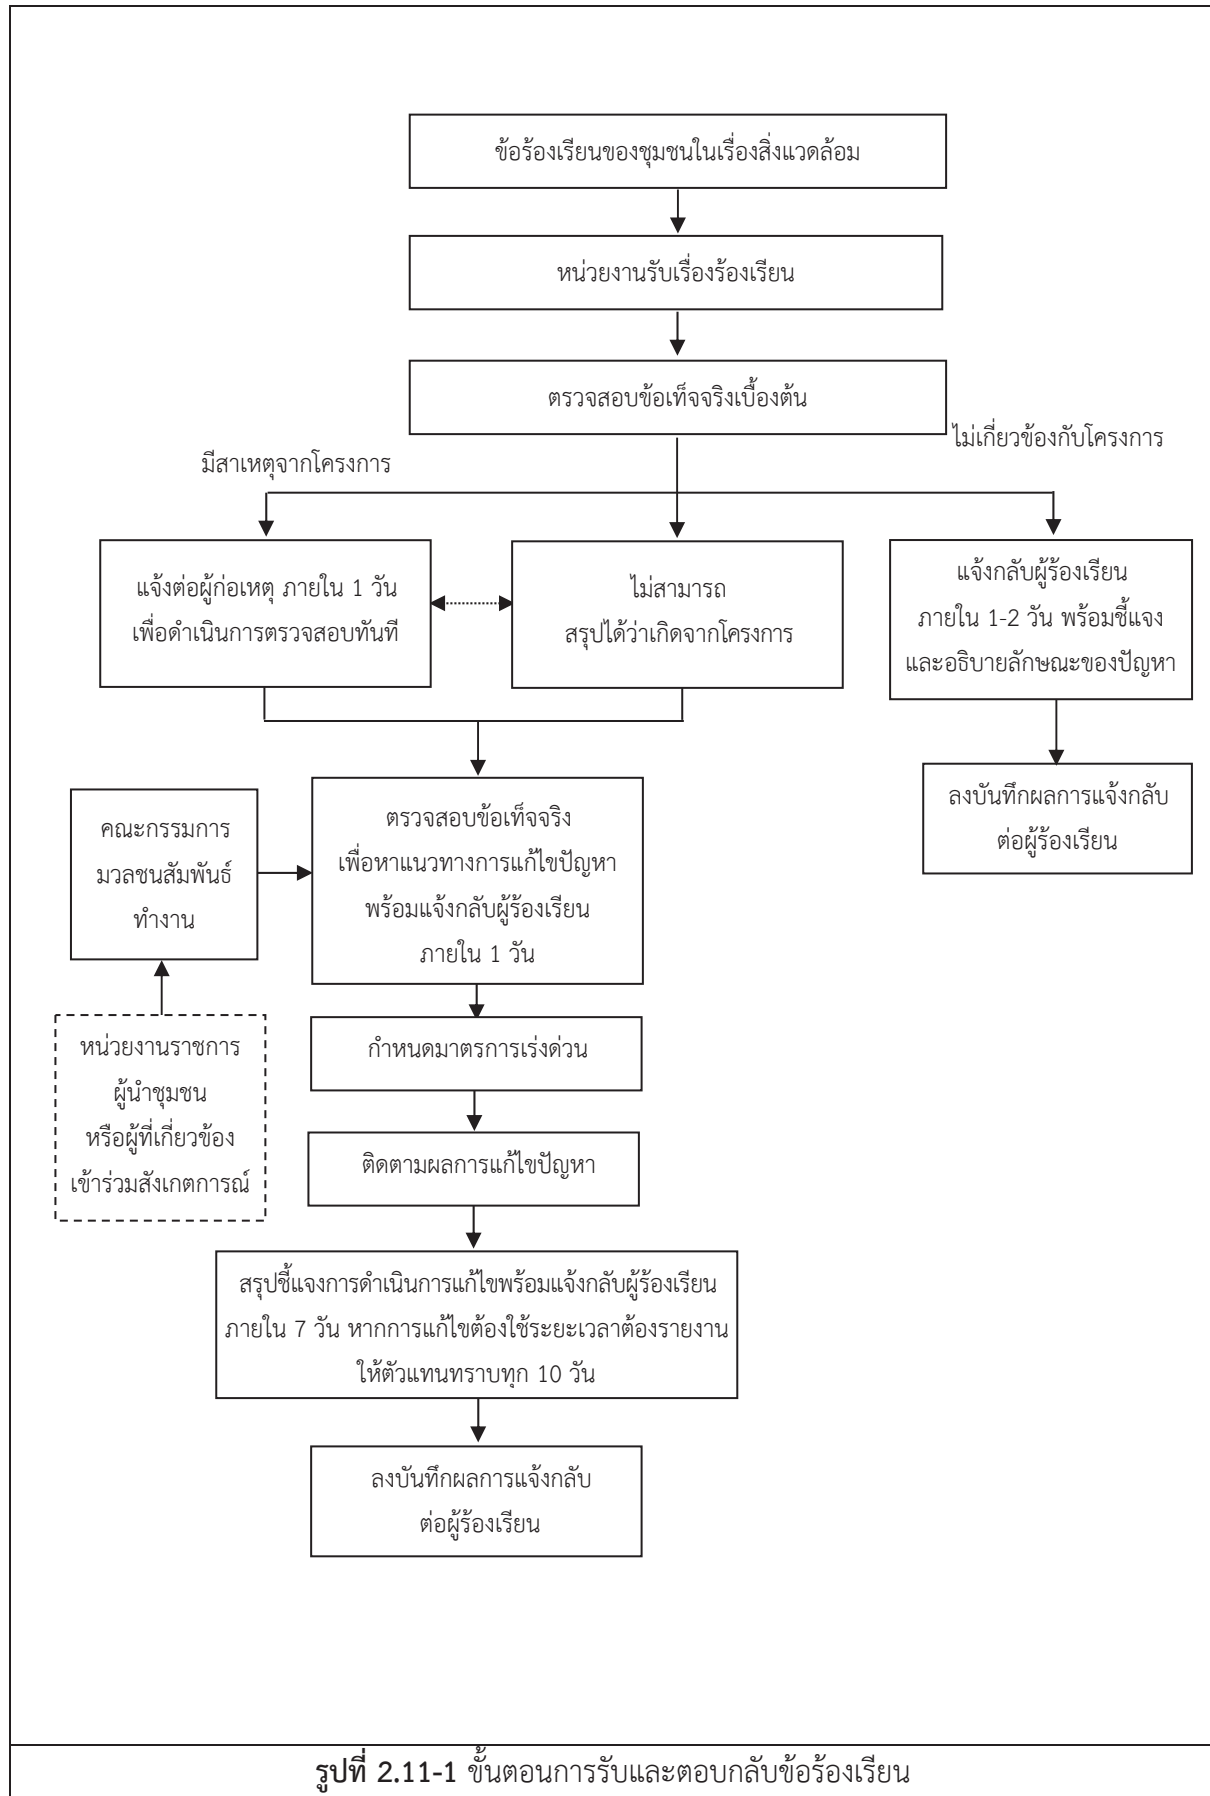 ข้อร้องเรียนของชุมชนในเรื่องสิ่งแวดล้อม
หน่วยงานรับเรื่องร้องเรียน
ตรวจสอบข้อเท็จจริงเบื้องต้น
ไม่เกี่ยวข้องกับโครงการ
มีสาเหตุจากโครงการ
แจ้งต่อผู้ก่อเหตุ ภายใน 1 วัน
เพื่อดำเนินการตรวจสอบทันที
ไม่สามารถ
สรุปได้ว่าเกิดจากโครงการ
แจ้งกลับผู้ร้องเรียน
ภายใน 1-2 วัน พร้อมชี้แจง
และอธิบายลักษณะของปัญหา
ลงบันทึกผลการแจ้งกลับ
ต่อผู้ร้องเรียน
คณะกรรมการ
มวลชนสัมพันธ์
ทำงาน
ตรวจสอบข้อเท็จจริง
เพื่อหาแนวทางการแก้ไขปัญหา
พร้อมแจ้งกลับผู้ร้องเรียน
ภายใน 1 วัน
หน่วยงานราชการ
ผู้นำชุมชน
หรือผู้ที่เกี่ยวข้อง
เข้าร่วมสังเกตการณ์
กำหนดมาตรการเร่งด่วน
ติดตามผลการแก้ไขปัญหา
สรุปชี้แจงการดำเนินการแก้ไขพร้อมแจ้งกลับผู้ร้องเรียน
ภายใน 7 วัน หากการแก้ไขต้องใช้ระยะเวลาต้องรายงาน
ให้ตัวแทนทราบทุก 10 วัน
ลงบันทึกผลการแจ้งกลับ
ต่อผู้ร้องเรียน
รูปที่ 2.11-1 ขั้นตอนการรับและตอบกลับข้อร้องเรียน